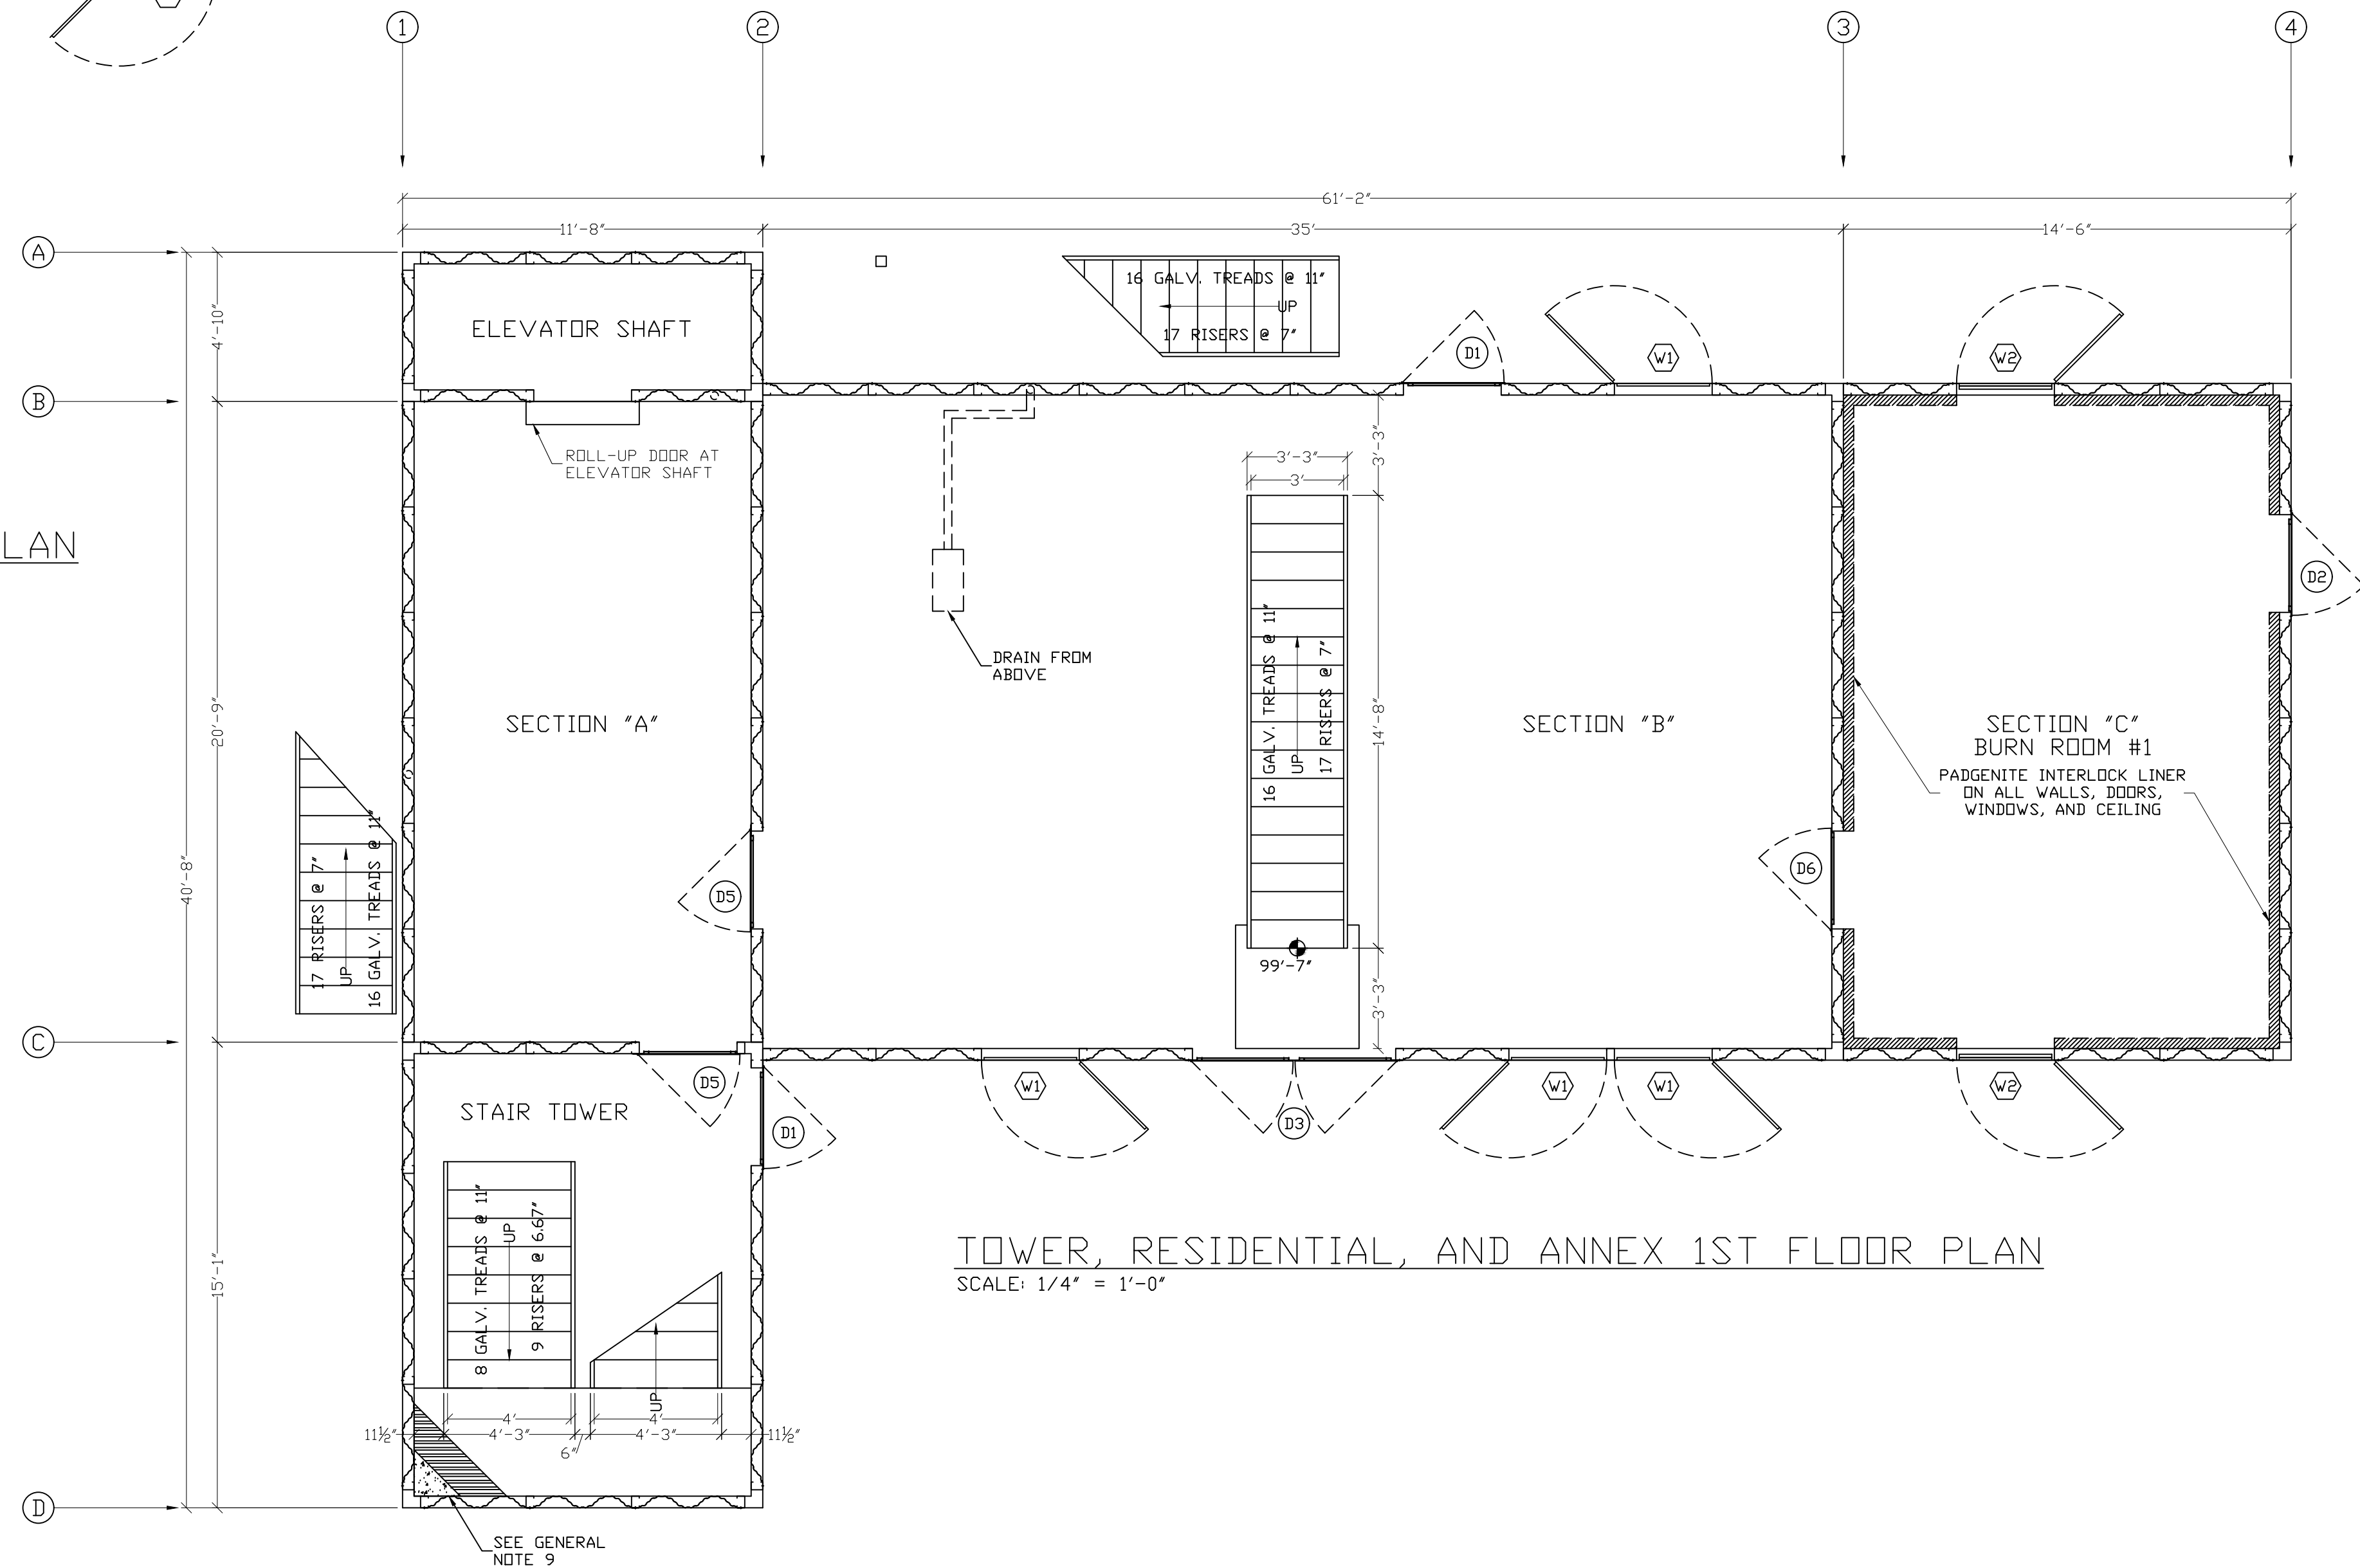 1
2
3
4
61'-2"
11'-8"
35'
14'-6"
A
B
C
D
4'-10"
20'-9"
40'-8"
15'-1"
LAN
ELEVATOR SHAFT
ROLL-UP DOOR AT
ELEVATOR SHAFT
16 GALV. TREADS @ 11"
UP
17 RISERS @ 7"
D1
W1
W2
3'-3"
3'-3"
3'
D2
DRAIN FROM
ABOVE
SECTION "A"
16 GALV. TREADS @ 11"
UP
17 RISERS @ 7"
14'-8"
SECTION "B"
SECTION "C"
BURN ROOM #1
PADGENITE INTERLOCK LINER
ON ALL WALLS, DOORS,
WINDOWS, AND CEILING
17 RISERS @ 7"
UP
16 GALV. TREADS @ 11"
D5
D6
99'-7"
3'-3"
D5
STAIR TOWER
D1
W1
D3
W1
W1
W2
8 GALV. TREADS @ 11"
UP
9 RISERS @ 6.67"
UP
TOWER, RESIDENTIAL, AND ANNEX 1ST FLOOR PLAN
SCALE: 1/4" = 1'-0"
4'
4'
11½"
4'-3"
6"
4'-3"
11½"
SEE GENERAL
NOTE 9